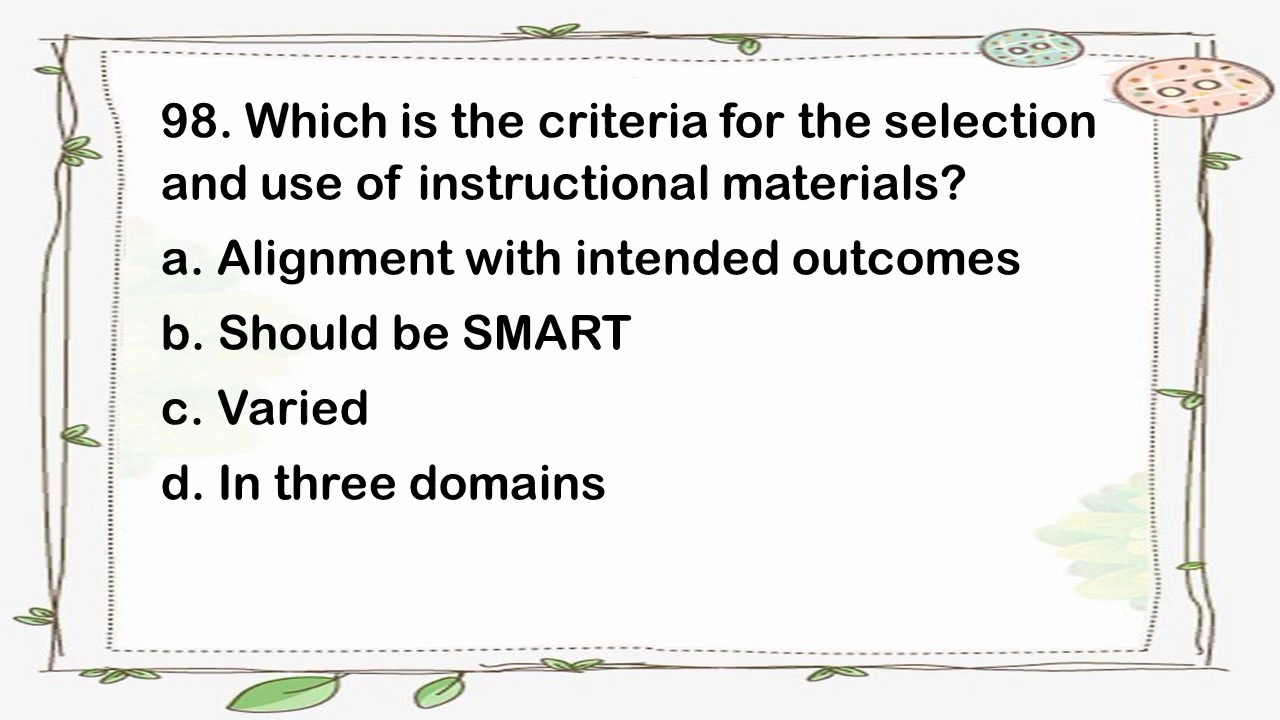 98. Which is the criteria for the selection
and use of instructional materials?
a. Alignment with intended outcomes
b. Should be SMART
c. Varied
d. In three domains